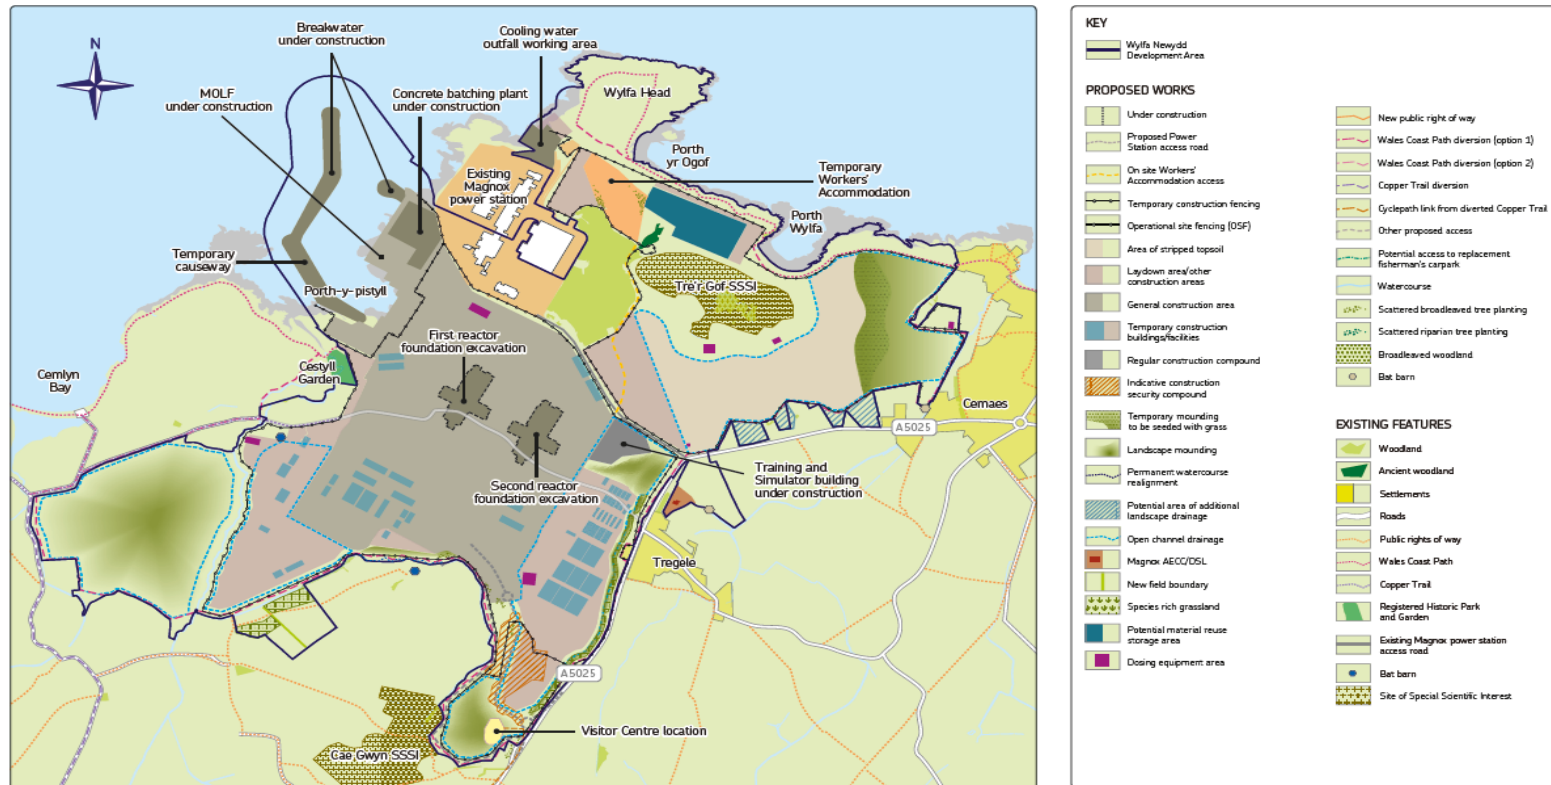 N
Breakwater
under construction
Cooling water
outfall working area
MOLF
under construction
Concrete batching plant
under construction
Wylfa Head
Porth
yr Ogof
Temporary
Workers'
Accommodation
Existing
Magnox
power station
Porth
Wylfa
Temporary
causeway
Porth-y-pistyll
Tre'r Gof SSSI
First reactor
foundation excavation
Cestyll
Garden
Cemlyn
Bay
Cemaes
A5025
Training and
Simulator building
under construction
Second reactor
foundation excavation
Tregele
A5025
Visitor Centre location
Cae Gwyn SSSI
KEY
Wylfa Newydd
Development Area
PROPOSED WORKS
Under construction
Proposed Power
Station access road
On site Workers'
Accommodation access
Temporary construction fencing
Operational site fencing (OSF)
Area of stripped topsoil
Laydown area/other
construction areas
General construction area
Temporary construction
buildings/facilities
Regular construction compound
Indicative construction
security compound
Temporary mounding
to be seeded with grass
Landscape mounding
Permanent watercourse
realignment
Potential area of additional
landscape drainage
Open channel drainage
Magnox AECC/DSL
New field boundary
Species rich grassland
Potential material reuse
storage area
Dosing equipment area
New public right of way
Wales Coast Path diversion (option 1)
Wales Coast Path diversion (option 2)
Copper Trail diversion
Cyclepath link from diverted Copper Trail
Other proposed access
Potential access to replacement
fisherman's carpark
Watercourse
Scattered broadleaved tree planting
Scattered riparian tree planting
Broadleaved woodland
Bat barn
EXISTING FEATURES
Woodland
Ancient woodland
Settlements
Roads
Public rights of way
Wales Coast Path
Copper Trail
Registered Historic Park
and Garden
Existing Magnox power station
access road
Bat barn
Site of Special Scientific Interest